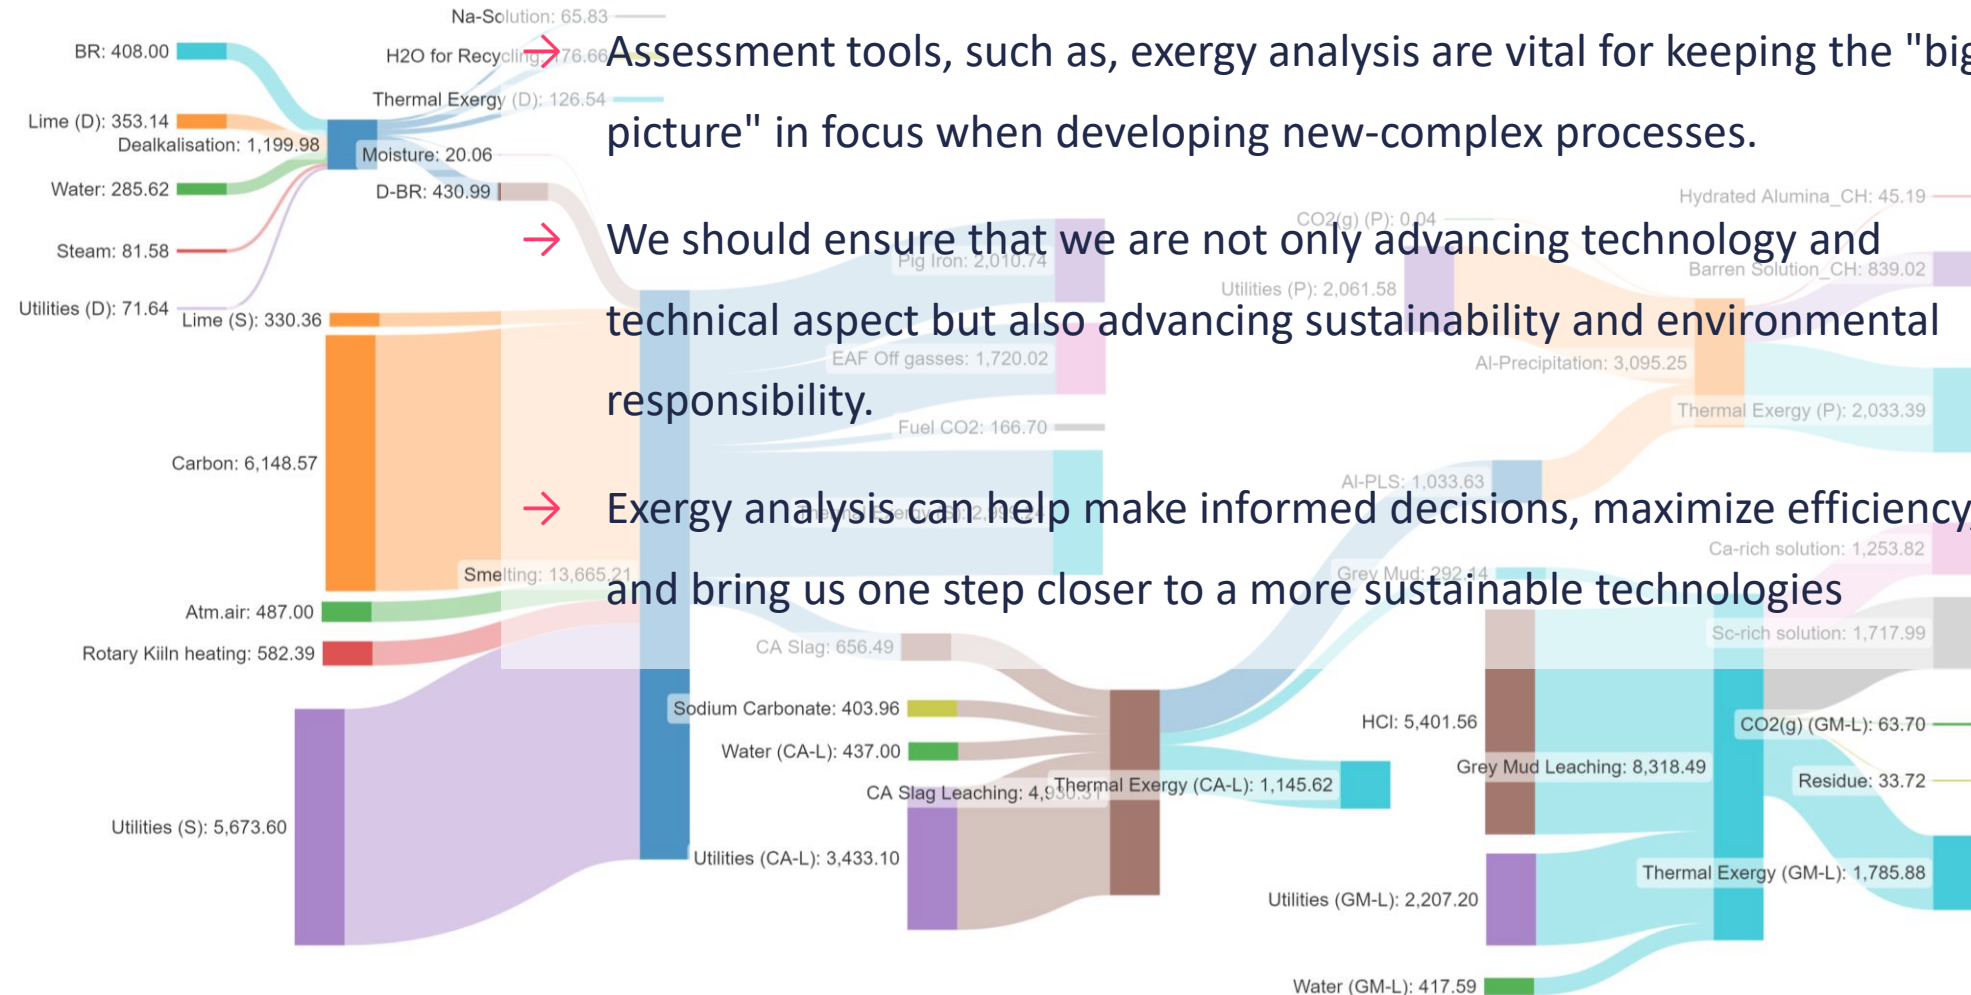 Na-Solution: 65.83
BR: 408.00
H2O for Recycling: 176.66
Thermal Exergy (D): 126.54
Lime (D): 353.14
Dealkalisation: 1,199.98
Moisture: 20.06
Water: 285.62
D-BR: 430.99
Steam: 81.58
Utilities (D): 71.64
Lime (S): 330.36
→ Assessment tools, such as, exergy analysis are vital for keeping the "big
picture" in focus when developing new-complex processes.
→ We should ensure that we are not only advancing technology and
technical aspect but also advancing sustainability and environmental
responsibility.
→ Exergy analysis can help make informed decisions, maximize efficiency,
and bring us one step closer to a more sustainable technologies
Hydrated Alumina_CH: 45.19
CO2(g) (P): 0.04
Pig Iron: 2,010.74
Barren Solution_CH: 839.02
Utilities (P): 2,061.58
EAF Off gasses: 1,720.02
Al-Precipitation: 3,095.25
Thermal Exergy (P): 2,033.39
Fuel CO2: 166.70
Carbon: 6,148.57
Al-PLS: 1,033.63
Thermal Exergy (S):
Ca-rich solution: 1,253.82
Smelting: 13,665.21
Grey Mud: 292.44
Atm.air: 487.00
Sc-rich solution: 1,717.99
Rotary Kiiln heating: 582.39
CA Slag: 656.49
Sodium Carbonate: 403.96
HCl: 5,401.56
CO2(g) (GM-L): 63.70
Water (CA-L): 437.00
Grey Mud Leaching: 8,318.49
Thermal Exergy (CA-L): 1,145.62
Residue: 33.72
CA Slag Leaching:
Utilities (S): 5,673.60
Utilities (CA-L): 3,433.10
Thermal Exergy (GM-L): 1,785.88
Utilities (GM-L): 2,207.20
Water (GM-L): 417.59